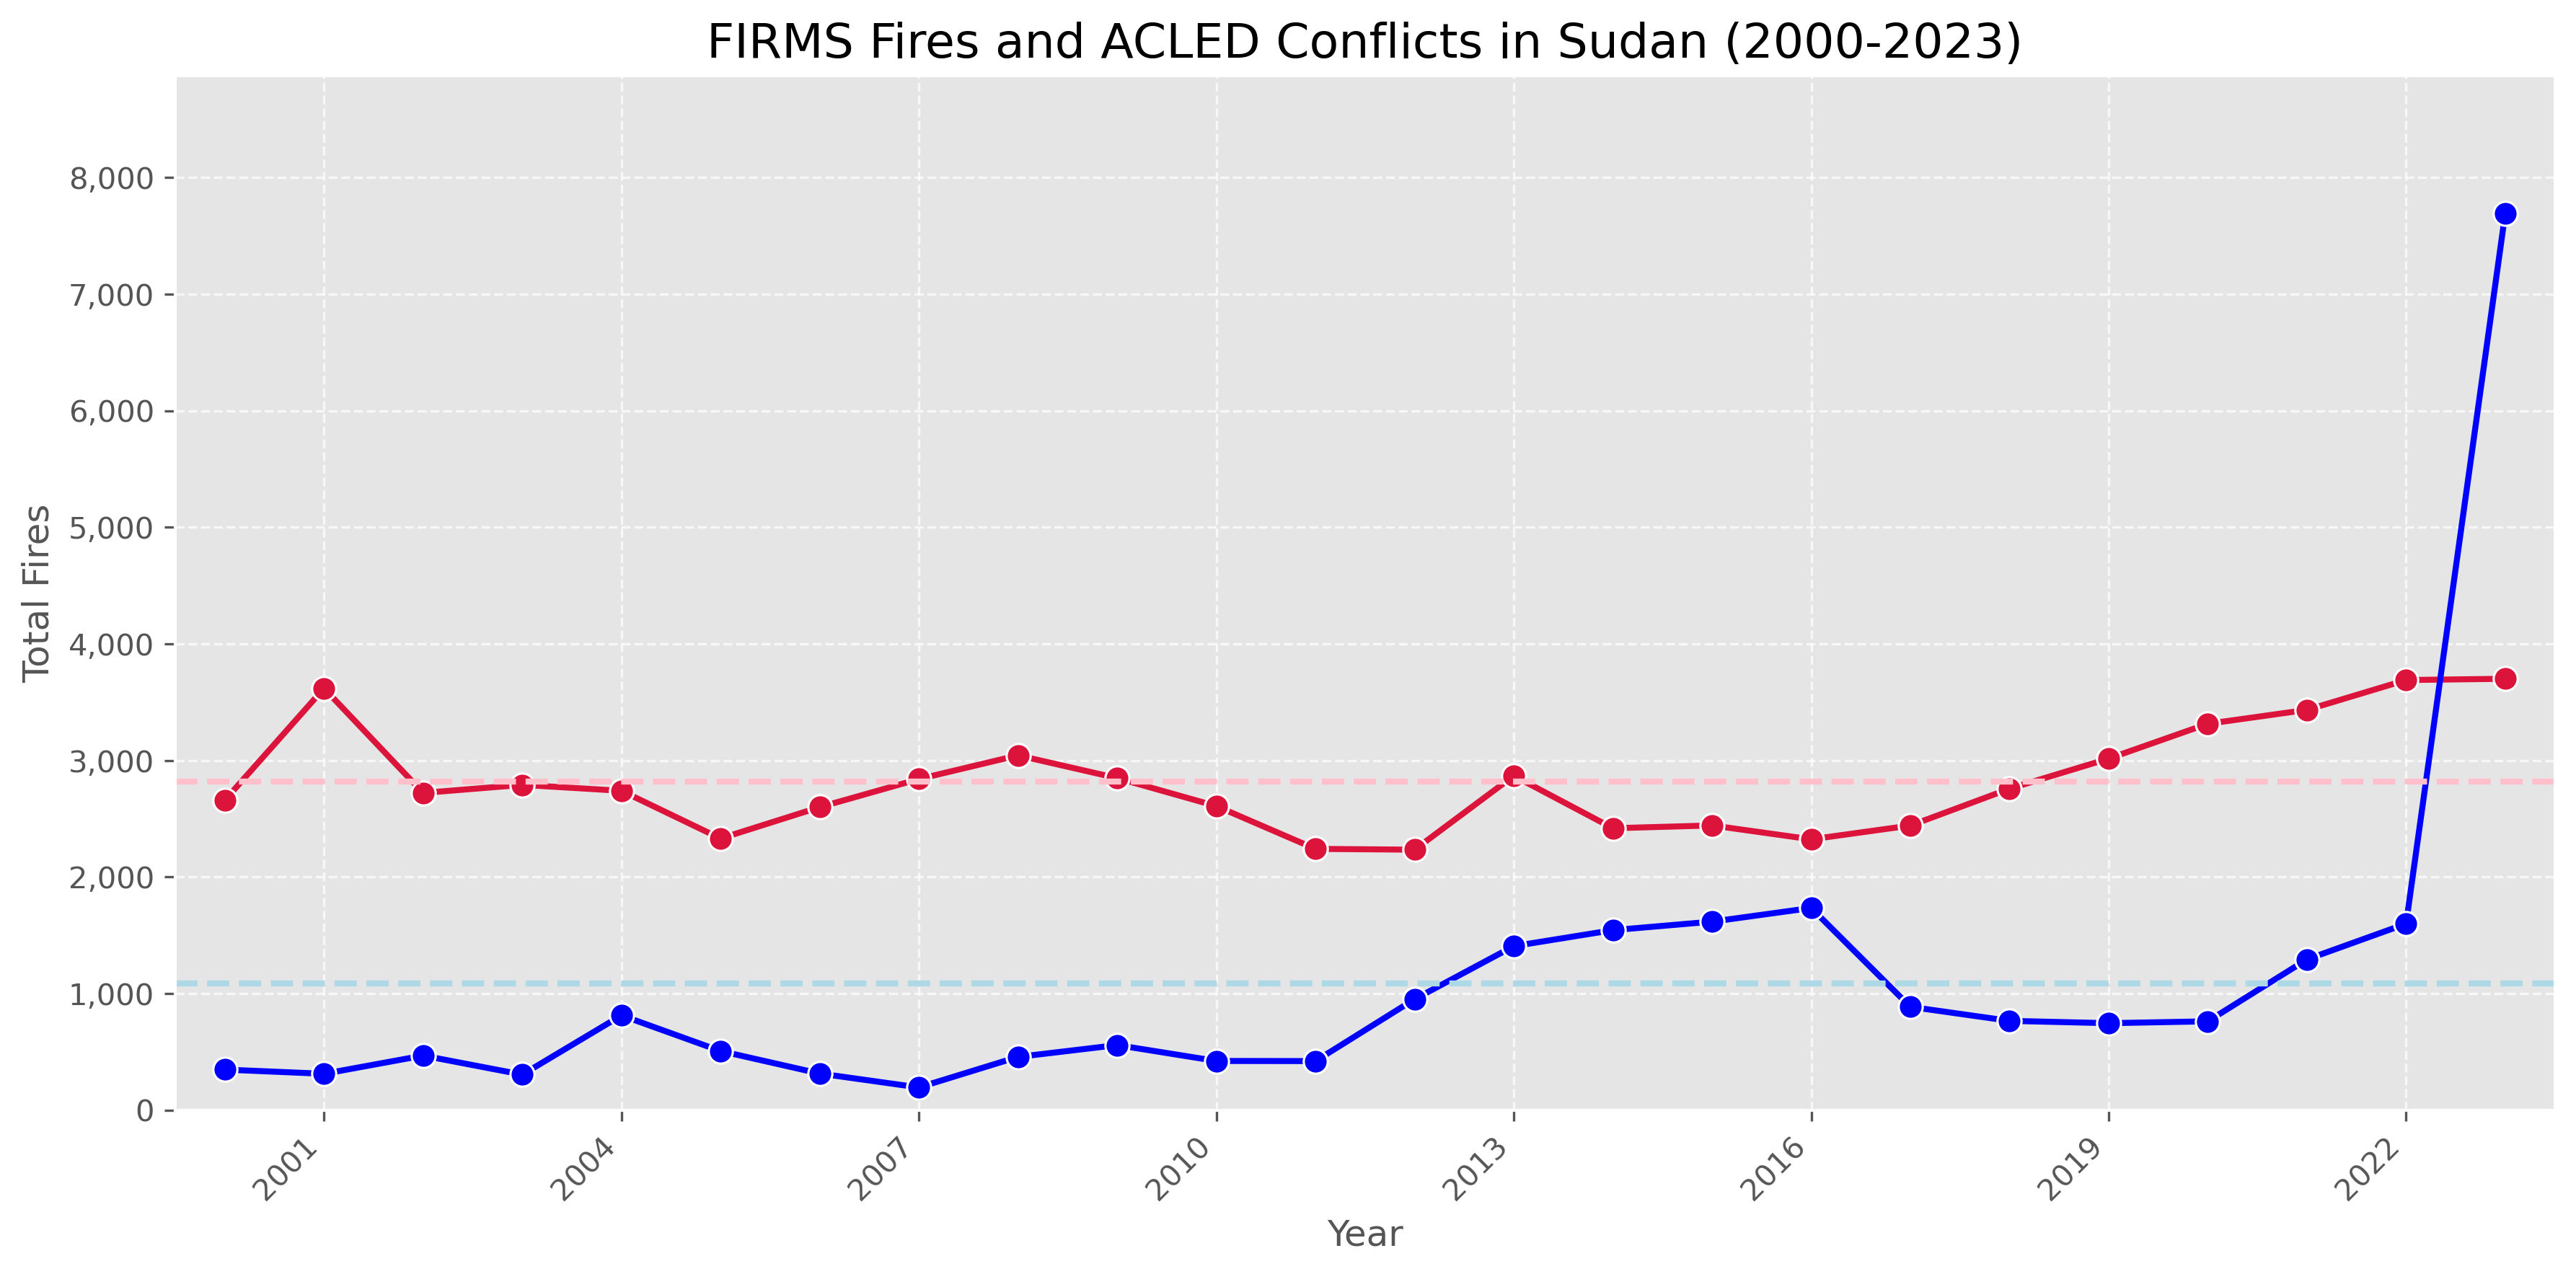 FIRMS Fires and ACLED Conflicts in Sudan (2000-2023)
Total Fires
8,000
7,000
6,000
5,000
4,000
3,000
2,000
1,000
0
2001 2004 2007 2010 2013 2016 2019 2022
Year